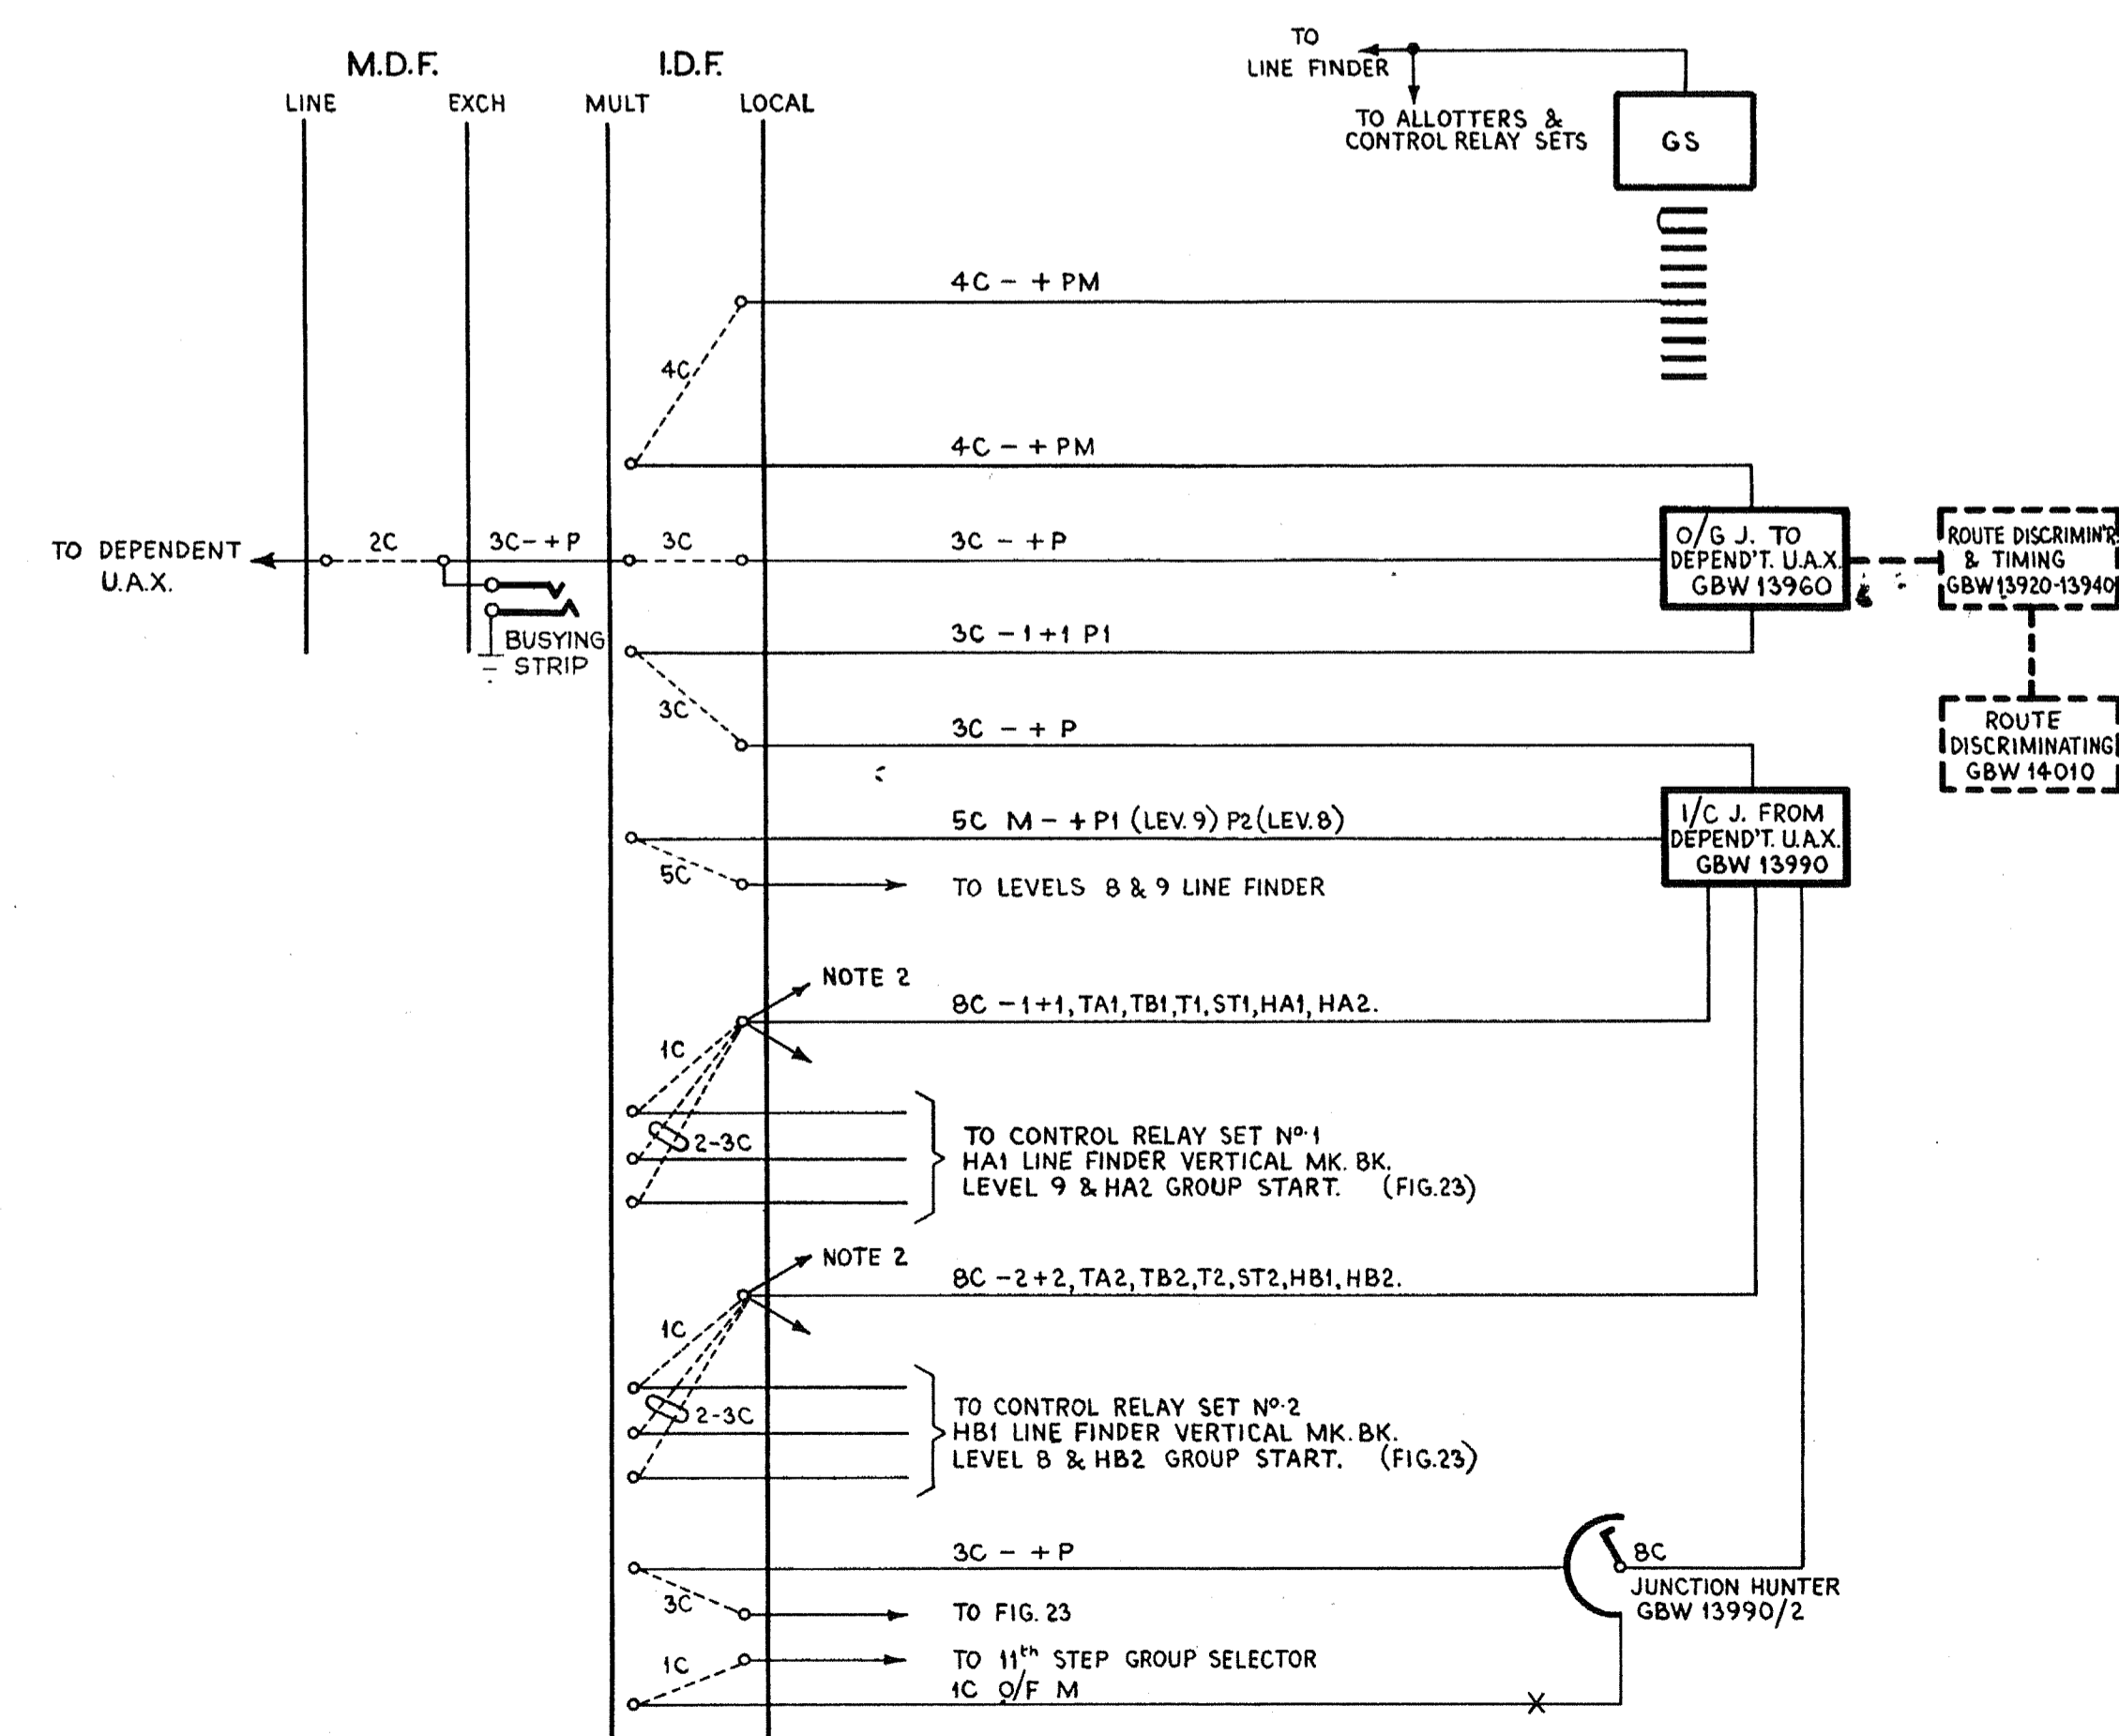 M.D.F.
I.D.F.
LINE
EXCH
MULT
LOCAL
TO
LINE FINDER
TO ALLOTTERS &
CONTROL RELAY SETS
GS
4C - + PM
4C
4C - + PM
TO DEPENDENT
U.A.X.
2C
3C - + P
3C
3C - + P
O/G J. TO
DEPEND'T. U.A.X.
GBW 13960
ROUTE DISCRIMIN'R.
& TIMING
GBW 13920-13940
BUSYING
STRIP
3C - 1 + 1 P1
3C
3C - + P
ROUTE
DISCRIMINATING
GBW 14010
5C M - + P1 (LEV. 9) P2 (LEV. 8)
I/C J. FROM
DEPEND'T. U.A.X.
GBW 13990
5C
TO LEVELS 8 & 9 LINE FINDER
NOTE 2
8C - 1 + 1, TA1, TB1, T1, ST1, HA1, HA2.
1C
2-3C
TO CONTROL RELAY SET No. 1
HA1 LINE FINDER VERTICAL MK. BK.
LEVEL 9 & HA2 GROUP START. (FIG. 23)
NOTE 2
8C - 2 + 2, TA2, TB2, T2, ST2, HB1, HB2.
1C
2-3C
TO CONTROL RELAY SET No. 2
HB1 LINE FINDER VERTICAL MK. BK.
LEVEL 8 & HB2 GROUP START. (FIG. 23)
3C - + P
8C
JUNCTION HUNTER
GBW 13990/2
3C
TO FIG. 23
1C
TO 11th STEP GROUP SELECTOR
1C O/F M
X